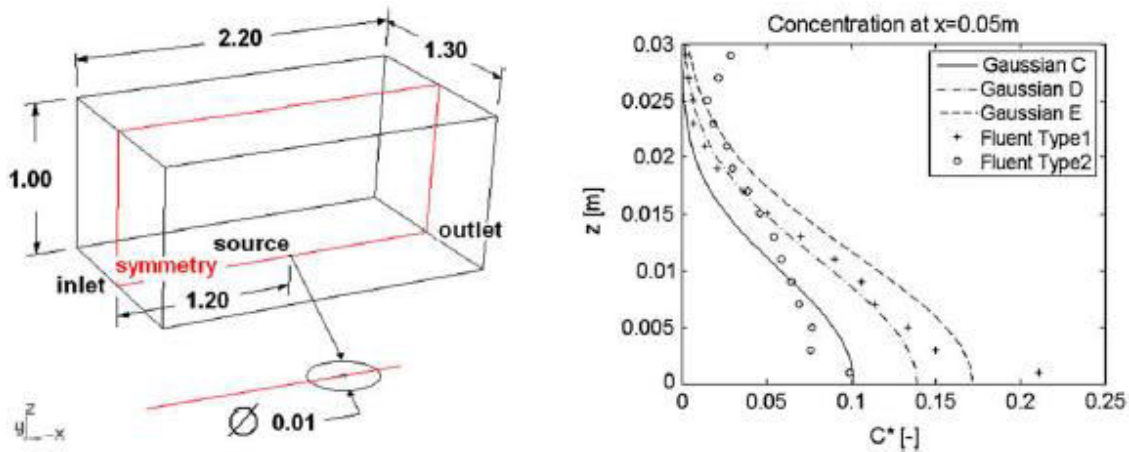 2.20
1.30
1.00
source
outlet
symmetry
inlet
1.20
Ø 0.01
z
y -x
Concentration at x=0.05m
0.03
0.025
0.02
0.015
0.01
0.005
0
z [m]
Gaussian C
Gaussian D
Gaussian E
Fluent Type1
Fluent Type2
0 0.05 0.1 0.15 0.2 0.25
C* [-]